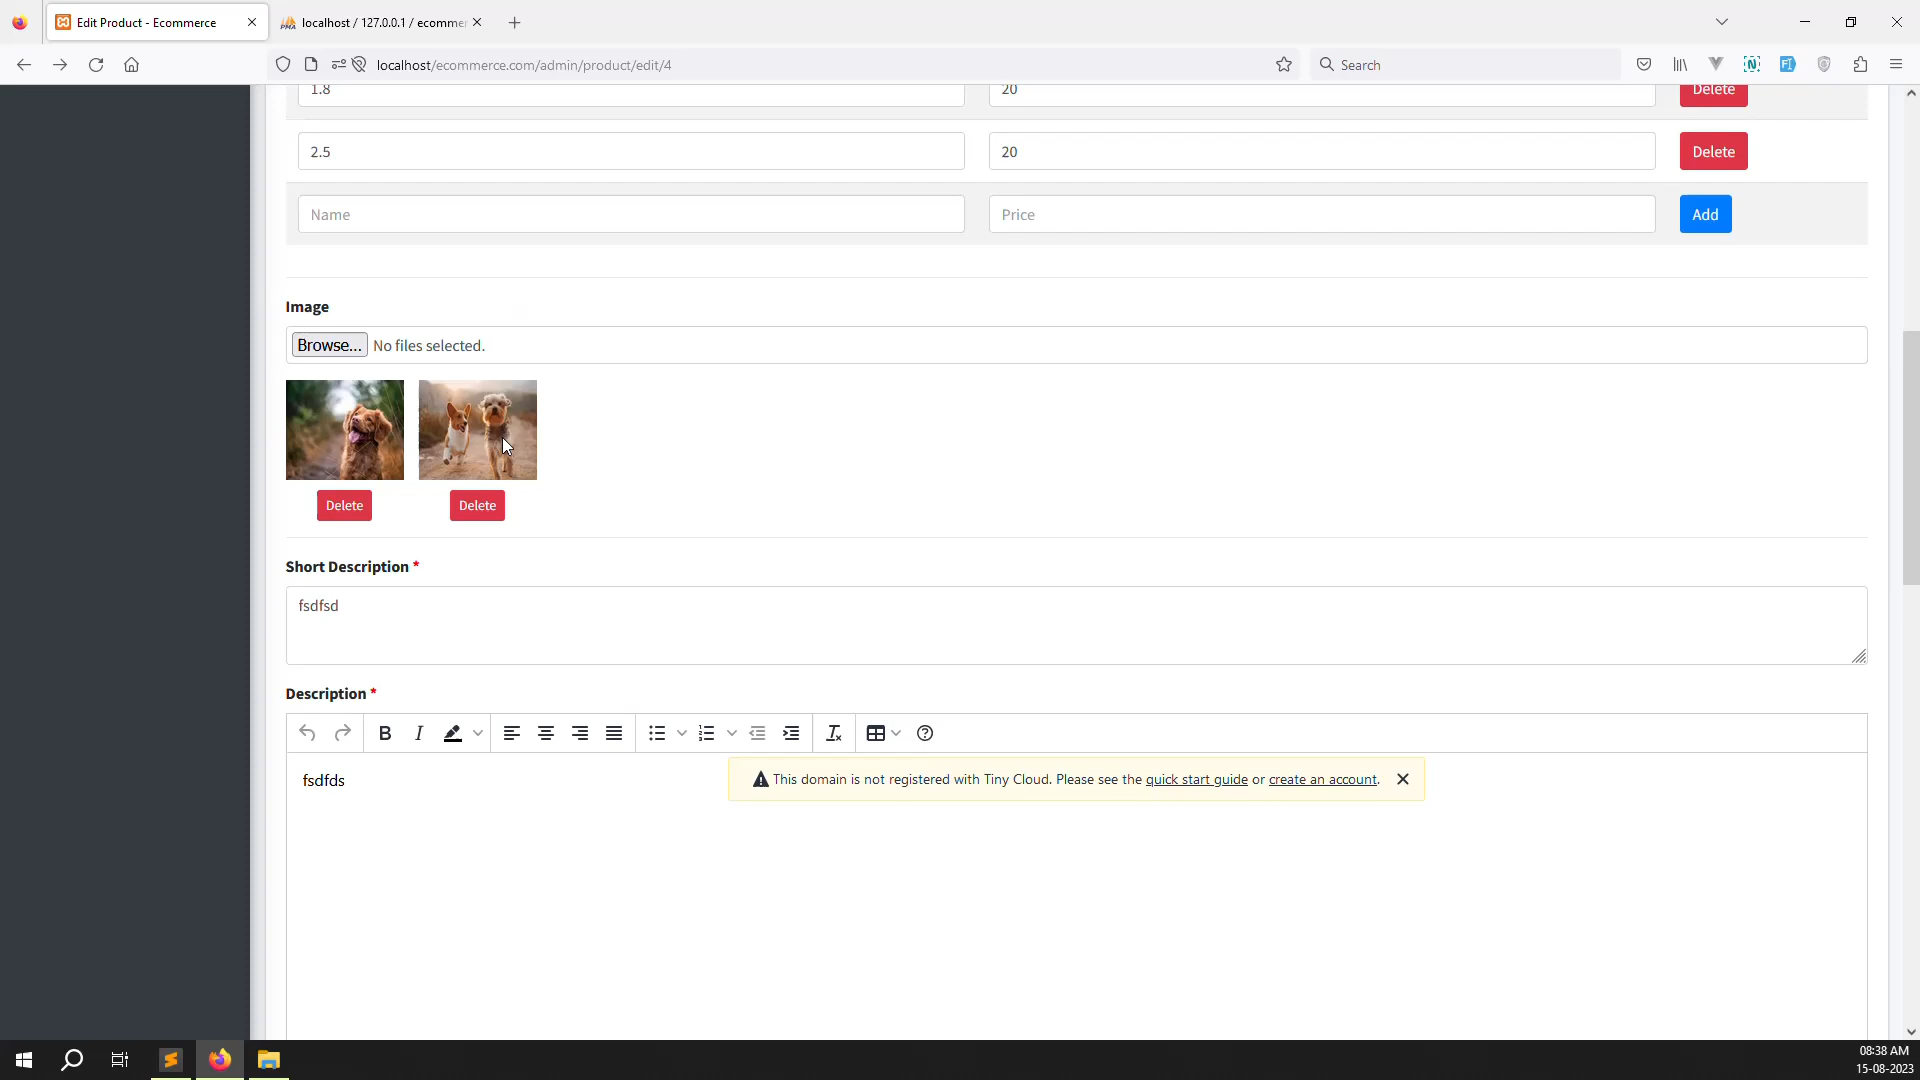 Edit Product - Ecommerce
localhost / 127.0.0.1 / ecomme
localhost/ecommerce.com/admin/product/edit/4
Search
1.8
20
Delete
2.5
20
Delete
Name
Price
Add
Image
Browse... No files selected.
Delete
Delete
Short Description *
fsdfsd
Description *
fsdfds
This domain is not registered with Tiny Cloud. Please see the quick start guide or create an account.
08:38 AM
15-08-2023